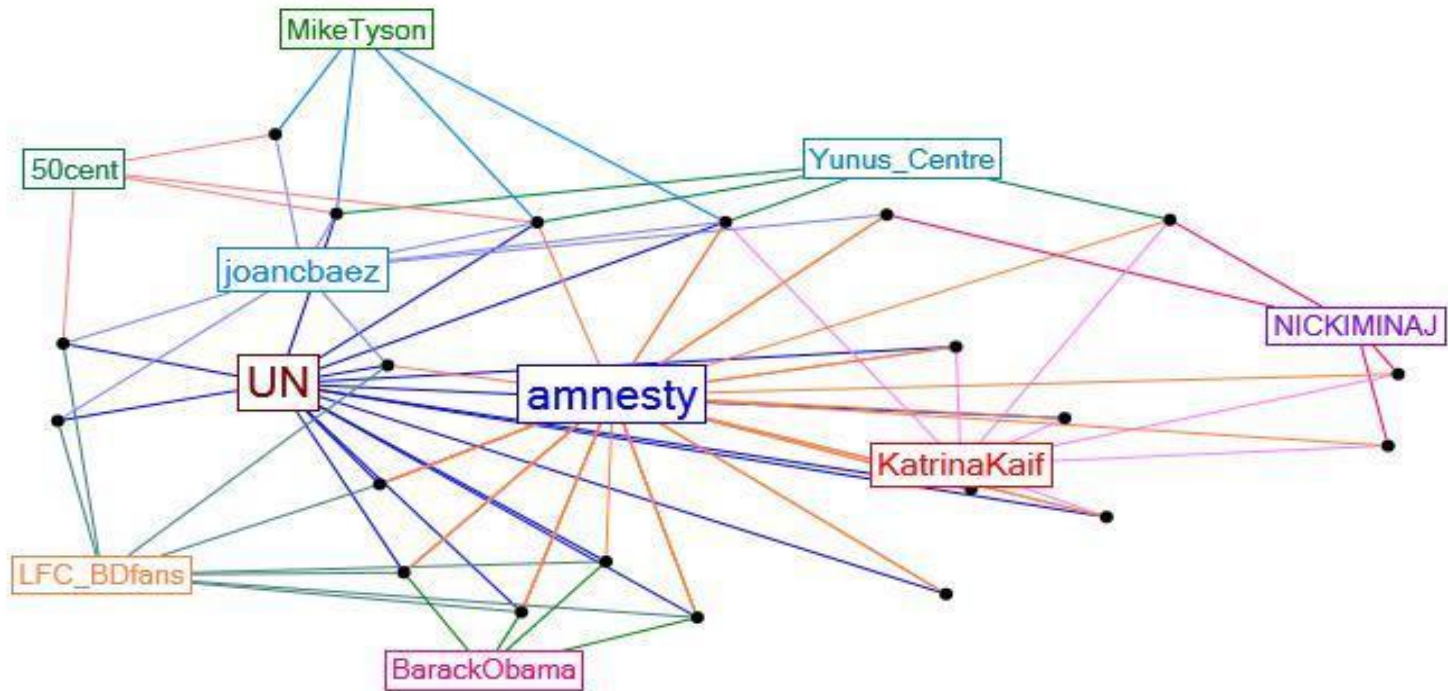 MikeTyson
50cent
Yunus_Centre
joancbaez
NICKIMINAJ
UN
amnesty
KatrinaKaif
LFC_BDfans
BarackObama